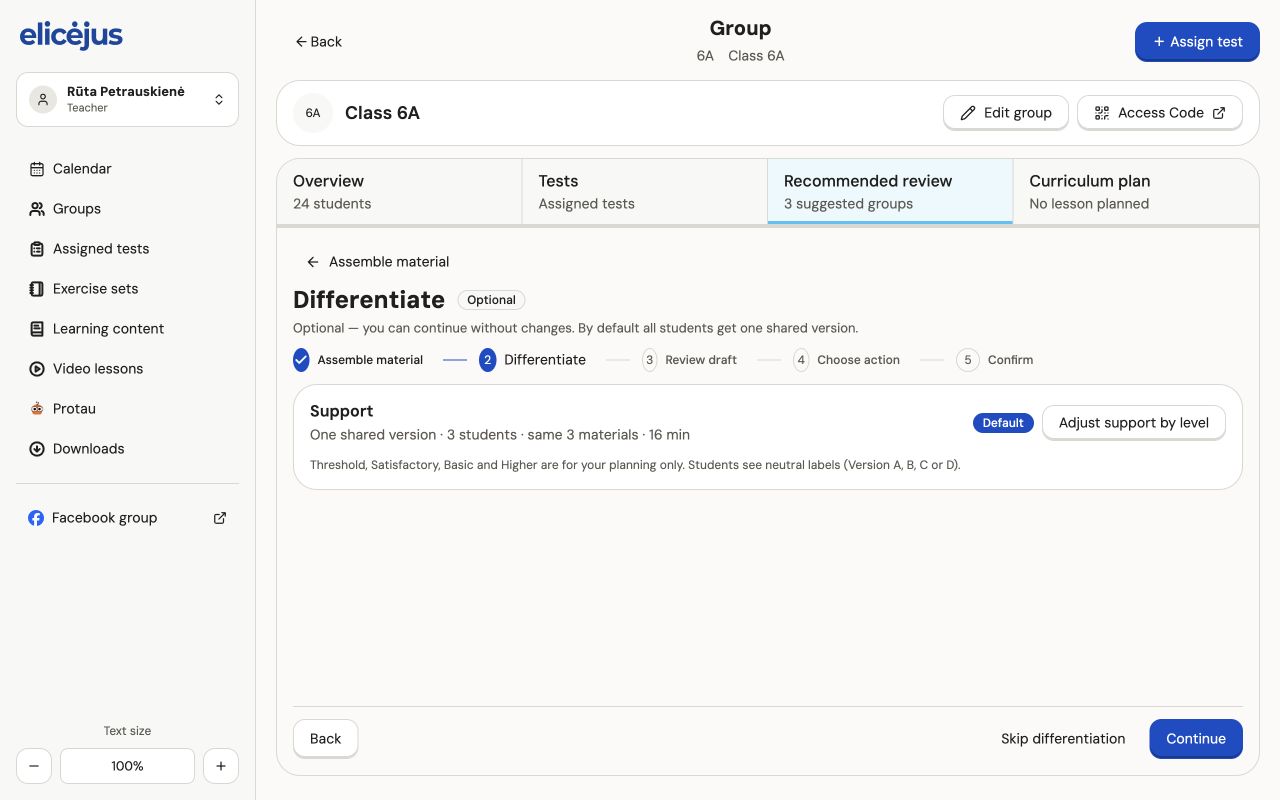 elicėjus
Rūta Petrauskienė
Teacher
Calendar
Groups
Assigned tests
Exercise sets
Learning content
Video lessons
Protau
Downloads
Facebook group
Text size
− 100% +
← Back
Group
6A Class 6A
+ Assign test
6A Class 6A
Edit group
Access Code
Overview
24 students
Tests
Assigned tests
Recommended review
3 suggested groups
Curriculum plan
No lesson planned
← Assemble material
Differentiate Optional
Optional — you can continue without changes. By default all students get one shared version.
Assemble material 2 Differentiate 3 Review draft 4 Choose action 5 Confirm
Support
One shared version · 3 students · same 3 materials · 16 min
Default Adjust support by level
Threshold, Satisfactory, Basic and Higher are for your planning only. Students see neutral labels (Version A, B, C or D).
Back Skip differentiation Continue